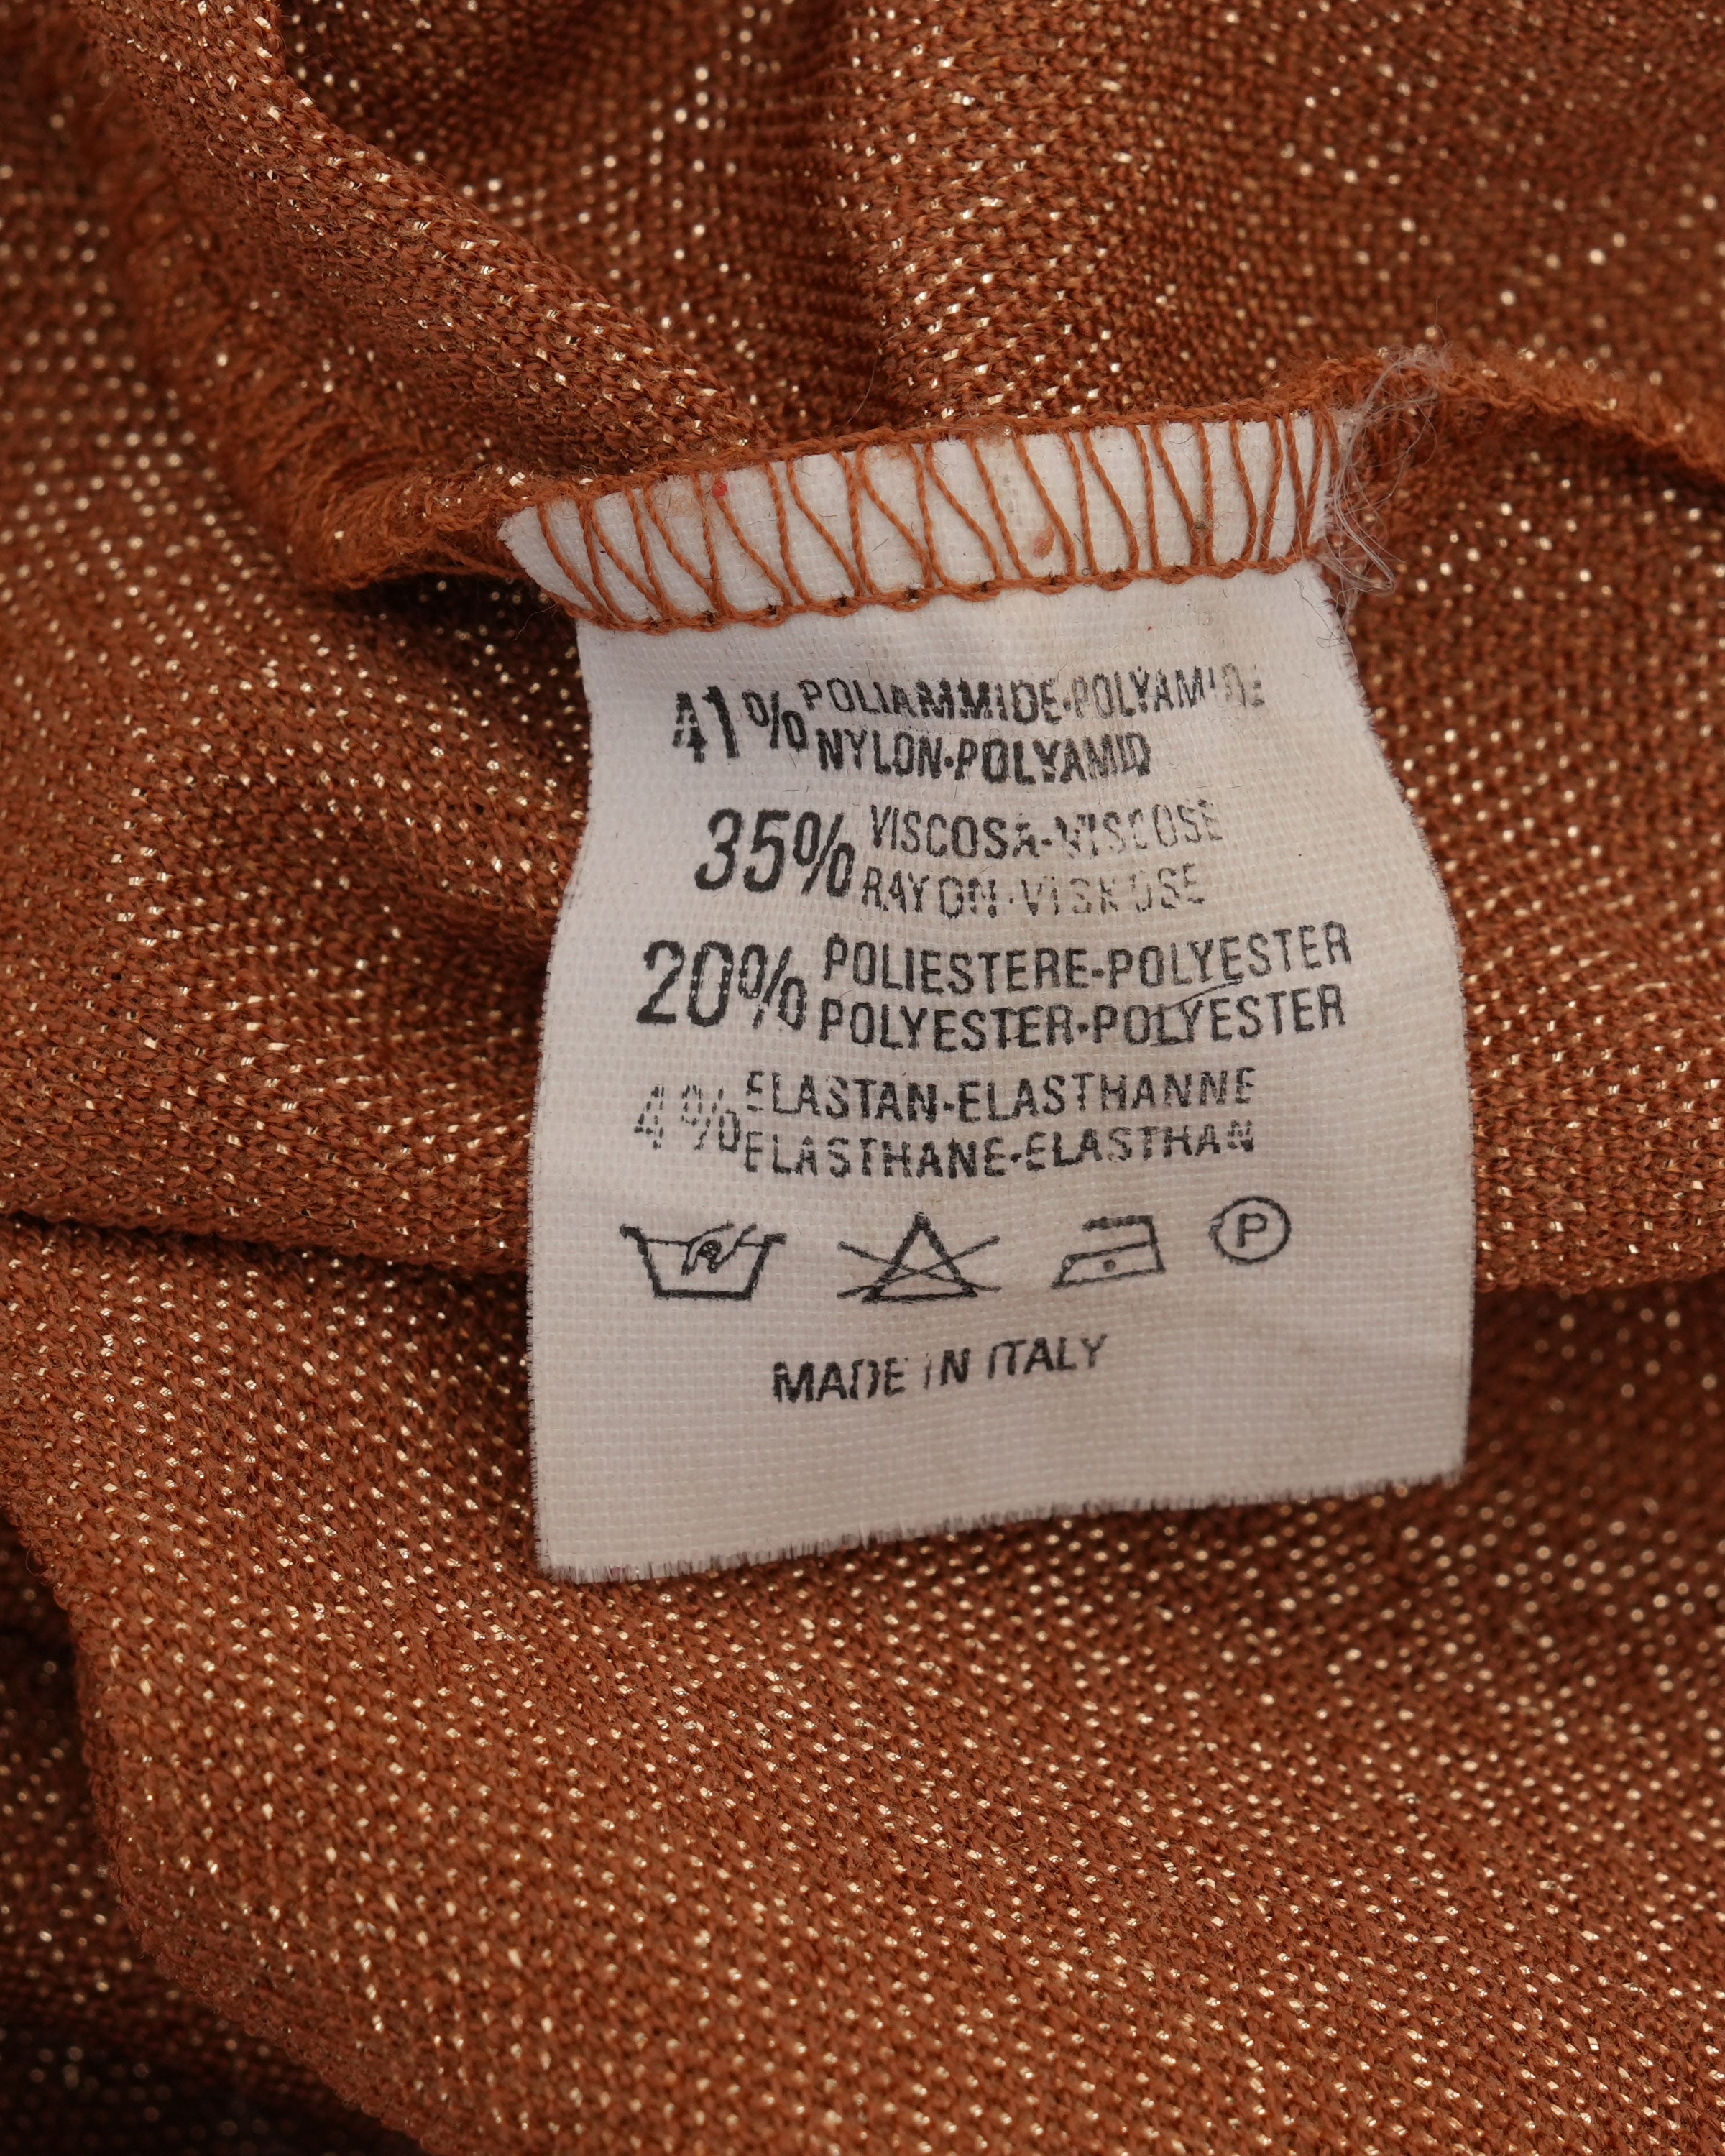 41% POLIAMMIDE-POLYAMIDE
NYLON-POLYAMID
35% VISCOSA-VISCOSE
RAYON-VISKOSE
20% POLIESTERE-POLYESTER
POLYESTER-POLYESTER
4% ELASTAN-ELASTHANNE
ELASTHANE-ELASTHAN
P
MADE IN ITALY